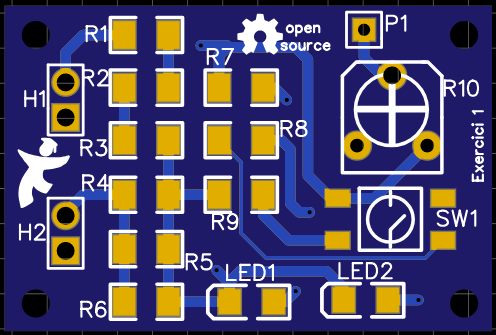 R1
open
source
P1
R7
R2
H1
R10
R8
R3
Exercici 1
R4
R9
SW1
H2
R5
LED1
LED2
R6